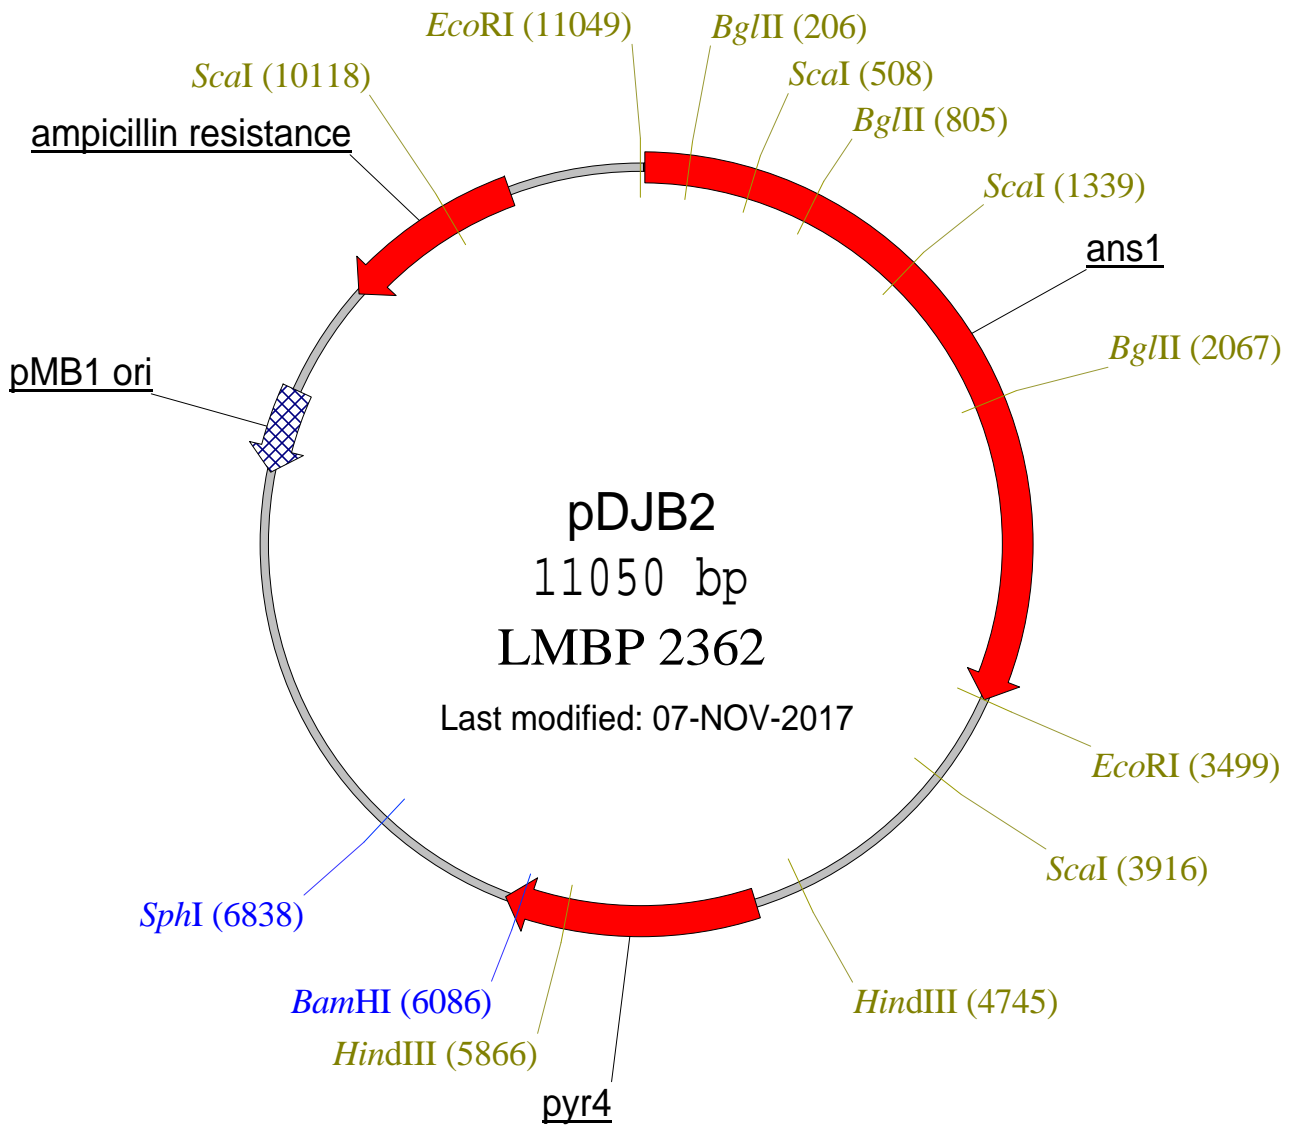 EcoRI (11049)
BglII (206)
ScaI (10118)
ScaI (508)
ampicillin resistance
BglII (805)
ScaI (1339)
ans1
BglII (2067)
pMB1 ori
pDJB2
11050 bp
LMBP 2362
Last modified: 07-NOV-2017
EcoRI (3499)
ScaI (3916)
SphI (6838)
BamHI (6086)
HindIII (4745)
HindIII (5866)
pyr4